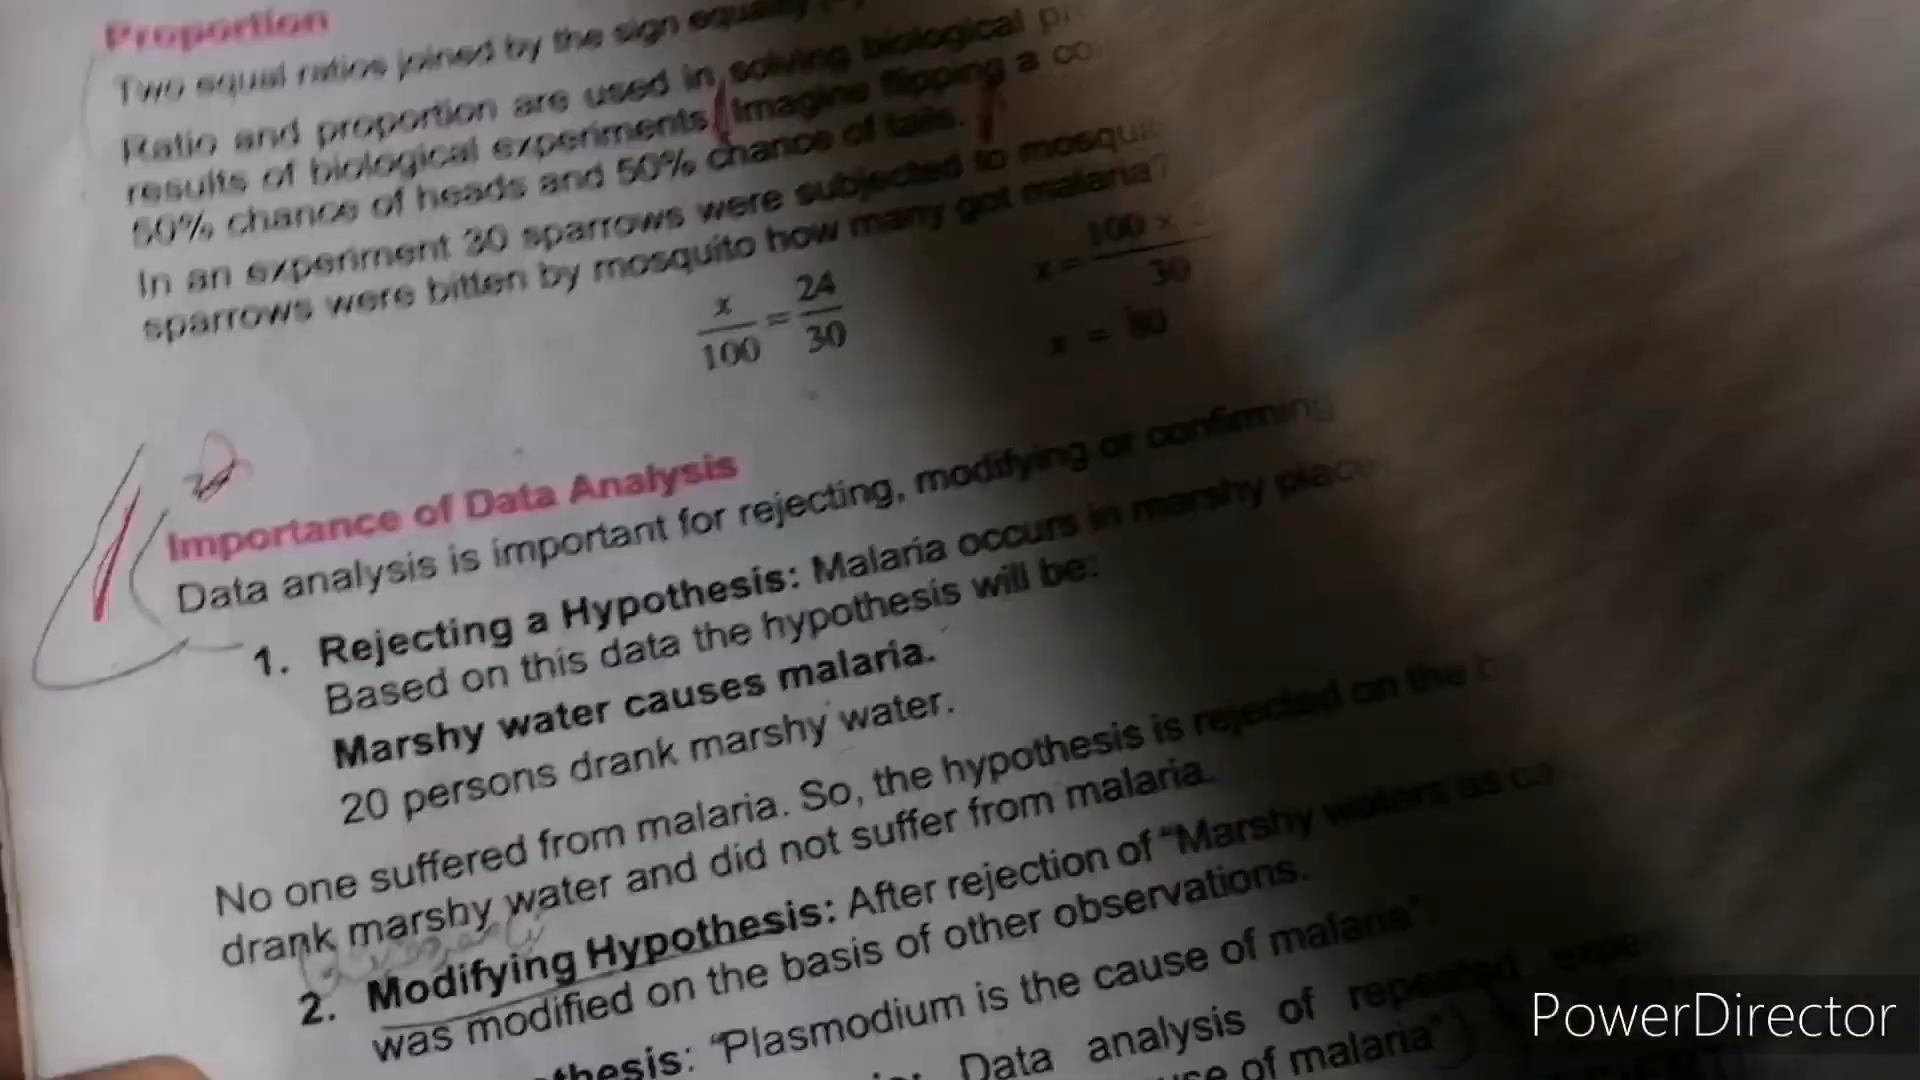 Proportion
Two equal ratios joined by the sign equality
Ratio and proportion are used in solving biological
results of biological experiments. Imagine flipping a
50% chance of heads and 50% chance of tails.
In an experiment 30 sparrows were subjected to
sparrows were bitten by mosquito how many got malaria?
x/100 = 24/30
x = 100 × /30
x = 80
Importance of Data Analysis
Data analysis is important for rejecting, modifying or confirming
1. Rejecting a Hypothesis: Malaria occurs in marshy
Based on this data the hypothesis will be:
Marshy water causes malaria.
20 persons drank marshy water.
No one suffered from malaria. So, the hypothesis is rejected on the
drank marshy water and did not suffer from malaria.
2. Modifying Hypothesis: After rejection of “Marshy waters as
was modified on the basis of other observations.
: “Plasmodium is the cause of malaria”.
Data analysis of repeated
of malaria”
PowerDirector